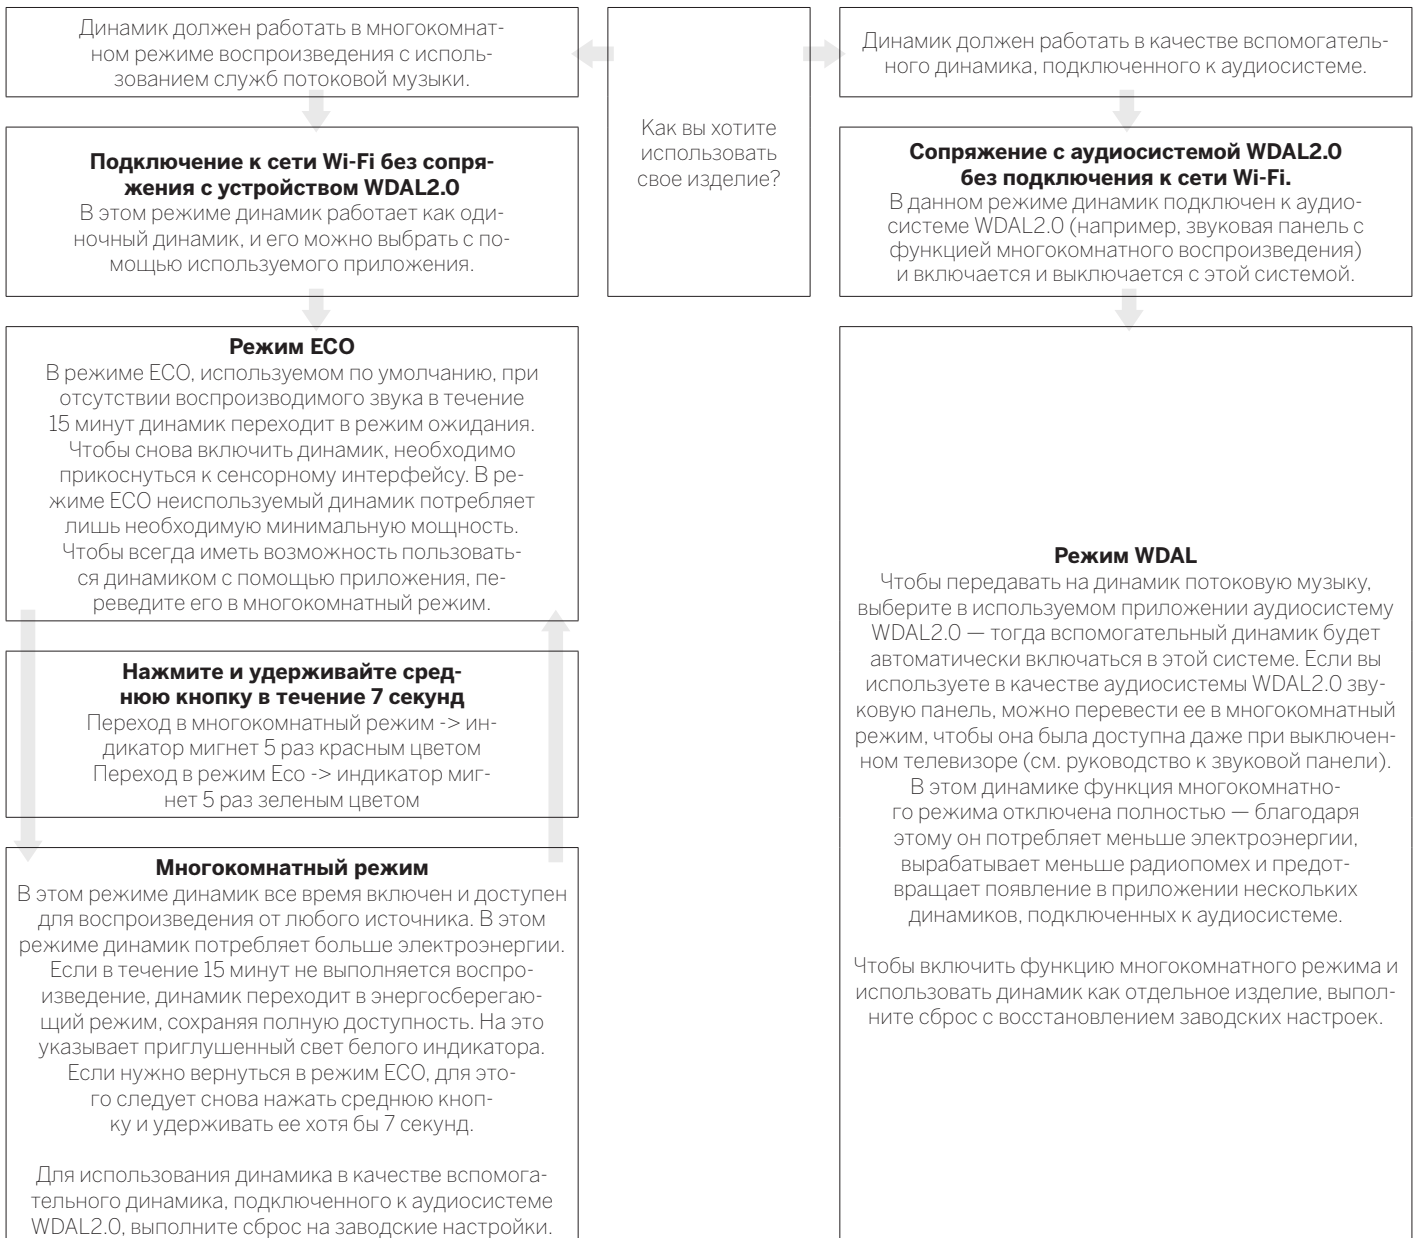 Динамик должен работать в многокомнат-
ном режиме воспроизведения с исполь-
зованием служб потоковой музыки.
Подключение к сети Wi-Fi без сопря-
жения с устройством WDAL2.0
В этом режиме динамик работает как оди-
ночный динамик, и его можно выбрать с по-
мощью используемого приложения.
Режим ECO
В режиме ECO, используемом по умолчанию, при
отсутствии воспроизводимого звука в течение
15 минут динамик переходит в режим ожидания.
Чтобы снова включить динамик, необходимо
прикоснуться к сенсорному интерфейсу. В ре-
жиме ECO неиспользуемый динамик потребляет
лишь необходимую минимальную мощность.
Чтобы всегда иметь возможность пользовать-
ся динамиком с помощью приложения, пе-
реведите его в многокомнатный режим.
Нажмите и удерживайте сред-
нюю кнопку в течение 7 секунд
Переход в многокомнатный режим -> ин-
дикатор мигнет 5 раз красным цветом
Переход в режим Eco -> индикатор миг-
нет 5 раз зеленым цветом
Многокомнатный режим
В этом режиме динамик все время включен и доступен
для воспроизведения от любого источника. В этом
режиме динамик потребляет больше электроэнергии.
Если в течение 15 минут не выполняется воспро-
изведение, динамик переходит в энергосберегаю-
щий режим, сохраняя полную доступность. На это
указывает приглушенный свет белого индикатора.
Если нужно вернуться в режим ECO, для это-
го следует снова нажать среднюю кноп-
ку и удерживать ее хотя бы 7 секунд.
Для использования динамика в качестве вспомога-
тельного динамика, подключенного к аудиосистеме
WDAL2.0, выполните сброс на заводские настройки.
Как вы хотите
использовать
свое изделие?
Динамик должен работать в качестве вспомогатель-
ного динамика, подключенного к аудиосистеме.
Сопряжение с аудиосистемой WDAL2.0
без подключения к сети Wi-Fi.
В данном режиме динамик подключен к аудио-
системе WDAL2.0 (например, звуковая панель с
функцией многокомнатного воспроизведения)
и включается и выключается с этой системой.
Режим WDAL
Чтобы передавать на динамик потоковую музыку,
выберите в используемом приложении аудиосистему
WDAL2.0 — тогда вспомогательный динамик будет
автоматически включаться в этой системе. Если вы
используете в качестве аудиосистемы WDAL2.0 зву-
ковую панель, можно перевести ее в многокомнатный
режим, чтобы она была доступна даже при выключен-
ном телевизоре (см. руководство к звуковой панели).
В этом динамике функция многокомнатно-
го режима отключена полностью — благодаря
этому он потребляет меньше электроэнергии,
вырабатывает меньше радиопомех и предот-
вращает появление в приложении нескольких
динамиков, подключенных к аудиосистеме.
Чтобы включить функцию многокомнатного режима и
использовать динамик как отдельное изделие, выпол-
ните сброс с восстановлением заводских настроек.